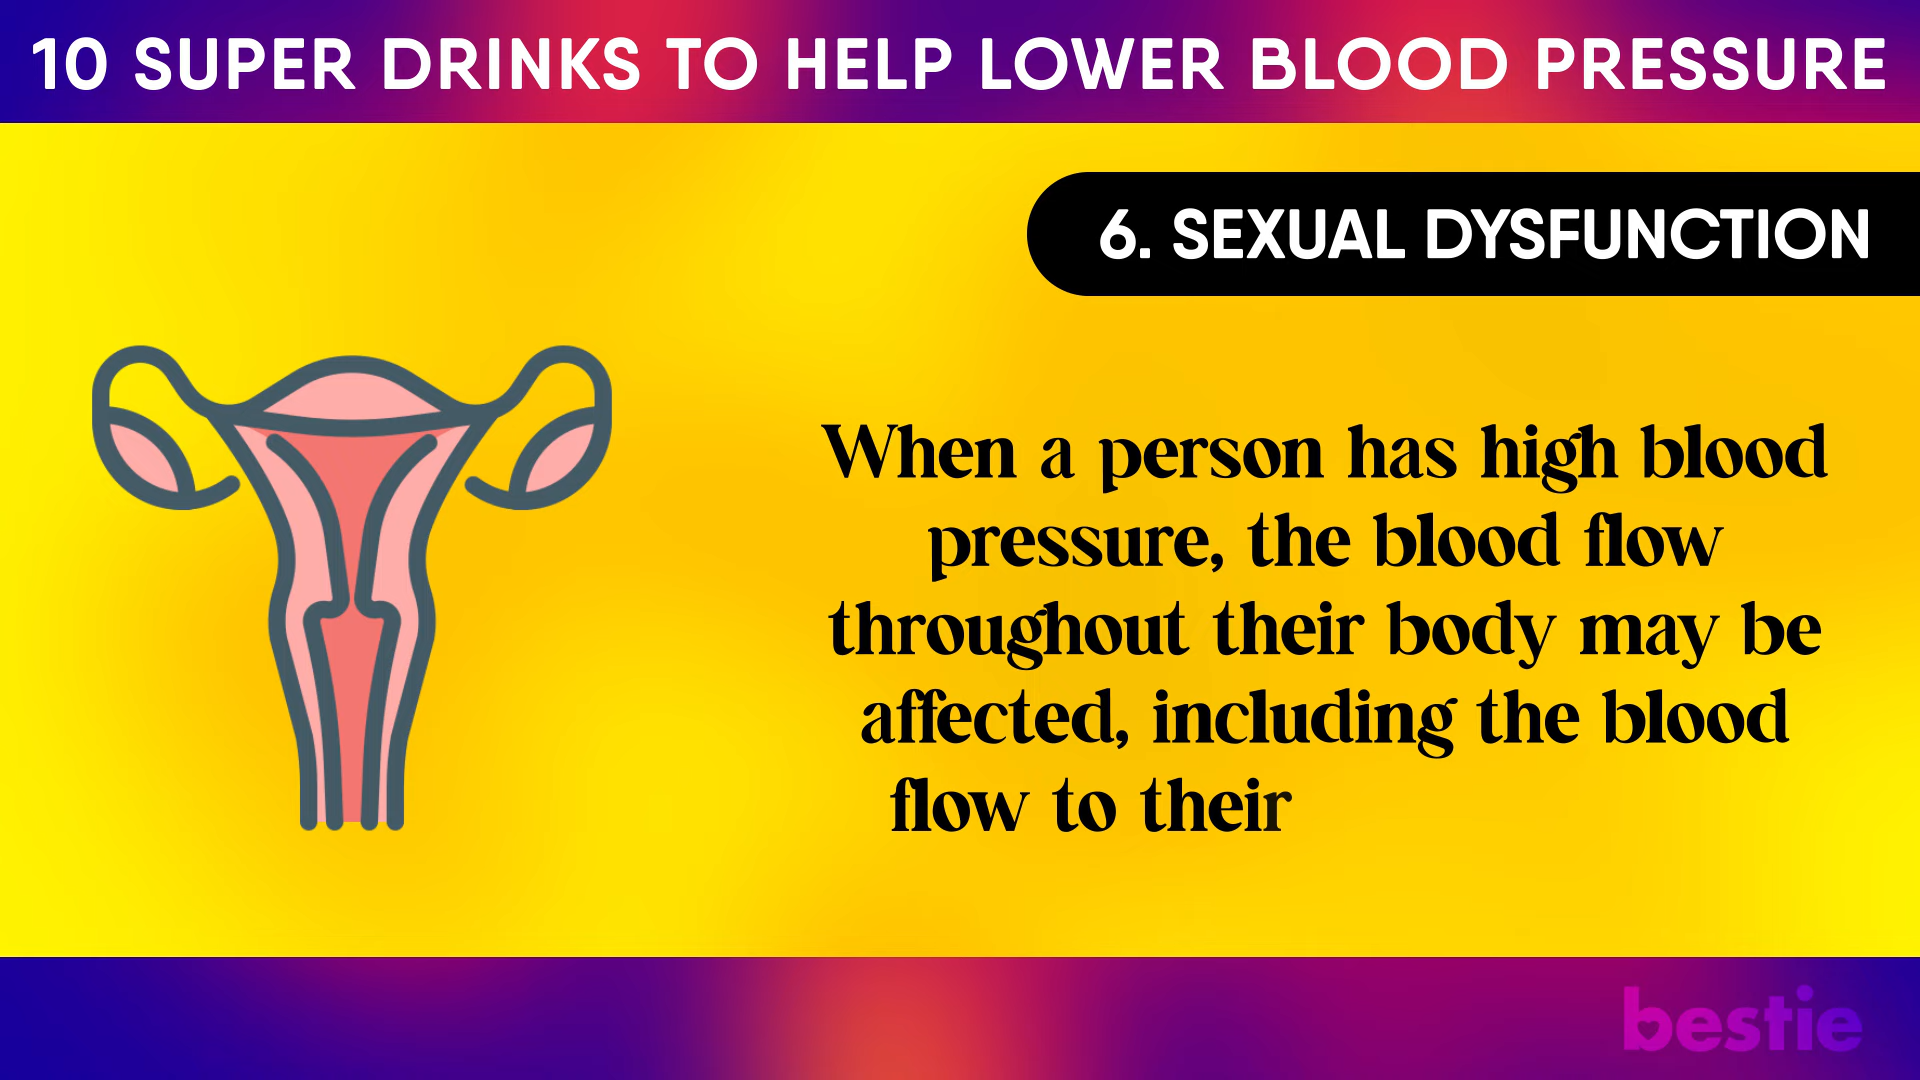 10 SUPER DRINKS TO HELP LOWER BLOOD PRESSURE
6. SEXUAL DYSFUNCTION
When a person has high blood
pressure, the blood flow
throughout their body may be
affected, including the blood
flow to their
bestie